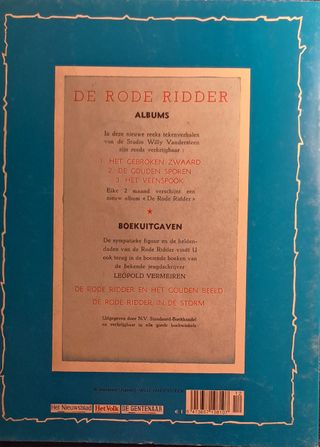 DE RODE RIDDER
ALBUMS
In deze nieuwe reeks tekenverhalen
van de Studio Willy Vandersteen
zijn reeds verkrijgbaar :
1. HET GEBROKEN ZWAARD
2. DE GOUDEN SPOREN
3. HET VEENSPOOK
Elke 2 maand verschijnt een
nieuw album « De Rode Ridder »
BOEKUITGAVEN
De sympatieke figuur en de helden-
daden van de Rode Ridder vindt U
ook terug in de boeiende boeken van
de bekende jeugdschrijver
LEOPOLD VERMEIREN
DE RODE RIDDER EN HET GOUDEN BEELD
DE RODE RIDDER IN DE STORM
Uitgegeven door N.V. Standaard-Boekhandel
en verkrijgbaar in alle goede boekwinkels
Het Nieuwsblad Het Volk DE GENTENAAR